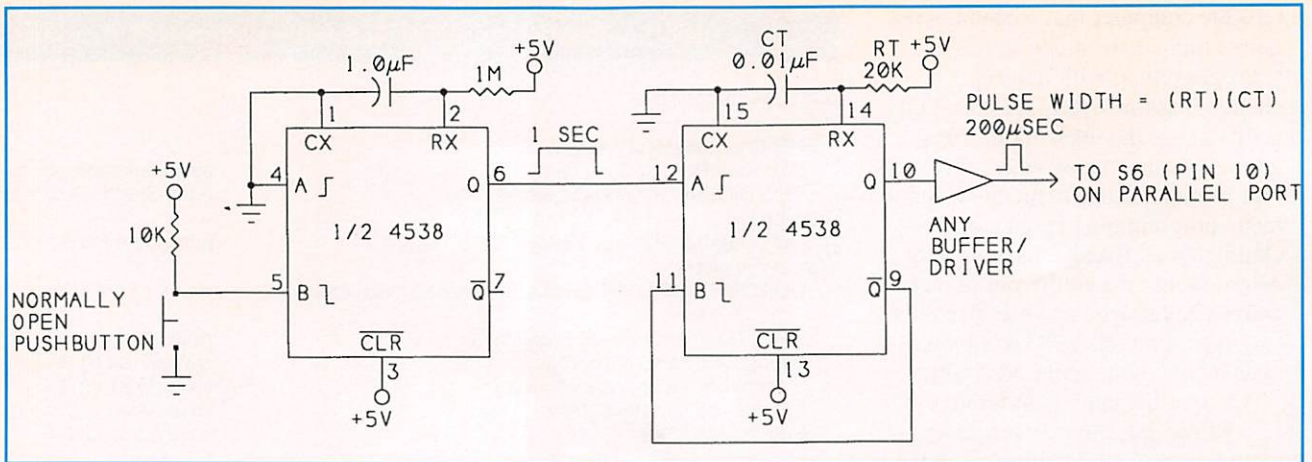 1.0µF
1M
+5V
1
2
CX
RX
4
A
Q
6
1 SEC
1/2 4538
+5V
10K
5
B
Q
7
NORMALLY
OPEN
PUSHBUTTON
CLR
3
+5V
CT
0.01µF
RT
20K
+5V
15
14
CX
RX
12
A
Q
10
1/2 4538
11
B
Q
9
CLR
13
+5V
PULSE WIDTH = (RT)(CT)
200µSEC
TO S6 (PIN 10)
ON PARALLEL PORT
ANY
BUFFER/
DRIVER